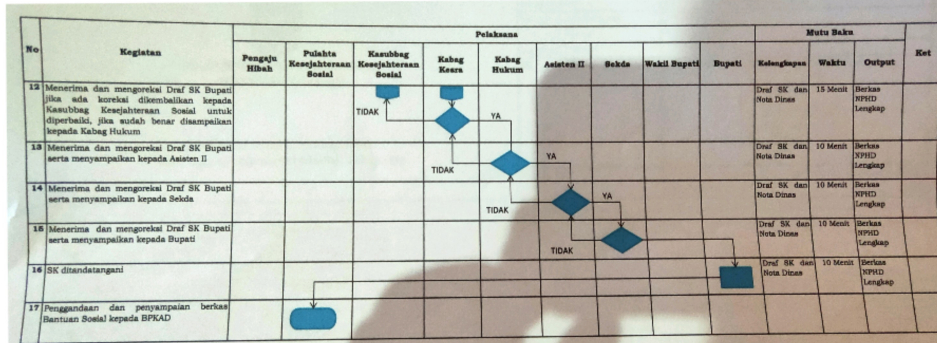 No Kegiatan Pelaksana Mutu Baku Ket
Pengaju Hibah Pulahta Kesejahteraan Sosial Kasubbag Kesejahteraan Sosial Kabag Kesra Kabag Hukum Asisten II Sekda Wakil Bupati Bupati Kelengkapan Waktu Output
12 Menerima dan mengoreksi Draf SK Bupati
jika ada koreksi dikembalikan kepada
Kasubbag Kesejahteraan Sosial untuk
diperbaiki, jika sudah benar disampaikan
kepada Kabag Hukum
TIDAK
YA
Draf SK dan
Nota Dinas
15 Menit
Berkas
NPHD
Lengkap
13 Menerima dan mengoreksi Draf SK Bupati
serta menyampaikan kepada Asisten II
TIDAK
YA
Draf SK dan
Nota Dinas
10 Menit
Berkas
NPHD
Lengkap
14 Menerima dan mengoreksi Draf SK Bupati
serta menyampaikan kepada Sekda
TIDAK
YA
Draf SK dan
Nota Dinas
10 Menit
Berkas
NPHD
Lengkap
15 Menerima dan mengoreksi Draf SK Bupati
serta menyampaikan kepada Bupati
TIDAK
Draf SK dan
Nota Dinas
10 Menit
Berkas
NPHD
Lengkap
16 SK ditandatangani
Draf SK dan
Nota Dinas
10 Menit
Berkas
NPHD
Lengkap
17 Penggandaan dan penyampaian berkas
Bantuan Sosial kepada BPKAD